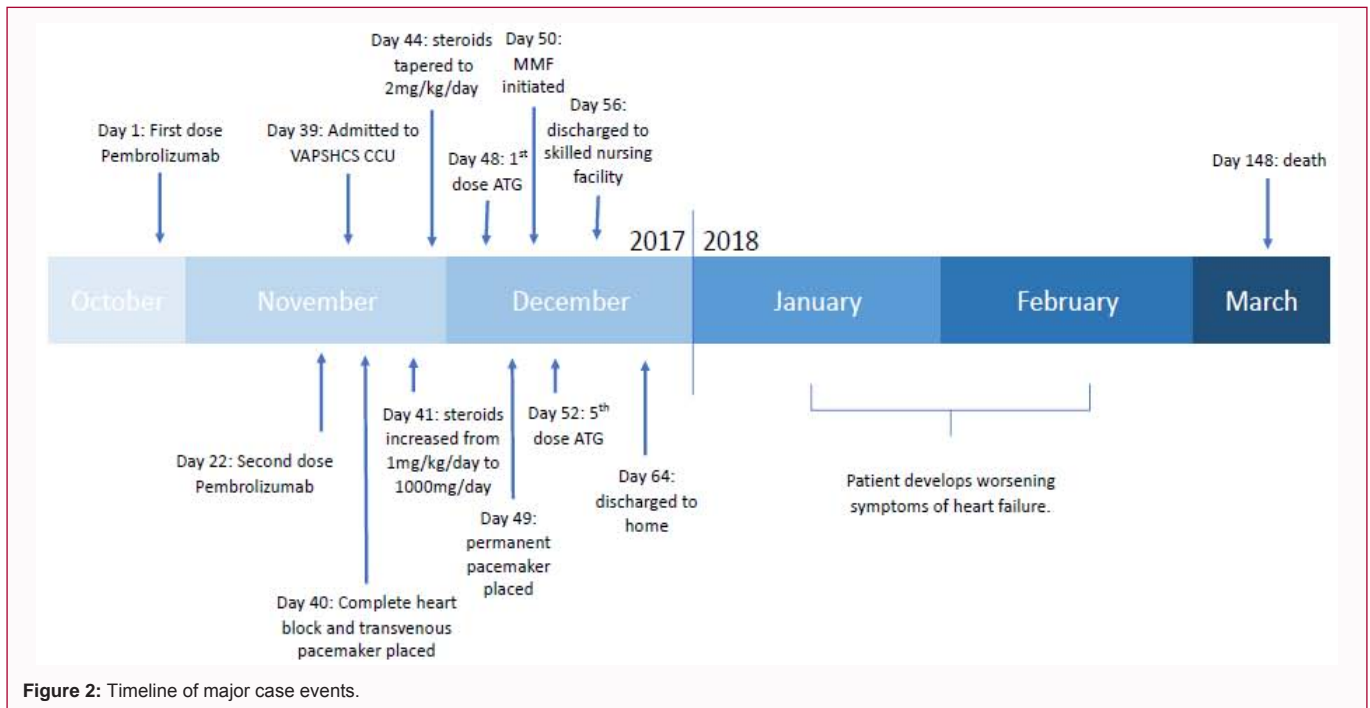 Day 44: steroids
tapered to
2mg/kg/day
Day 50:
MMF
initiated
Day 1: First dose
Pembrolizumab
Day 39: Admitted to
VAPSHCS CCU
Day 48: 1st
dose ATG
Day 56:
discharged to
skilled nursing
facility
Day 148: death
2017 2018
October November December January February March
Day 22: Second dose
Pembrolizumab
Day 40: Complete heart
block and transvenous
pacemaker placed
Day 41: steroids
increased from
1mg/kg/day to
1000mg/day
Day 49:
permanent
pacemaker
placed
Day 52: 5th
dose ATG
Day 64:
discharged to
home
Patient develops worsening
symptoms of heart failure.
Figure 2: Timeline of major case events.